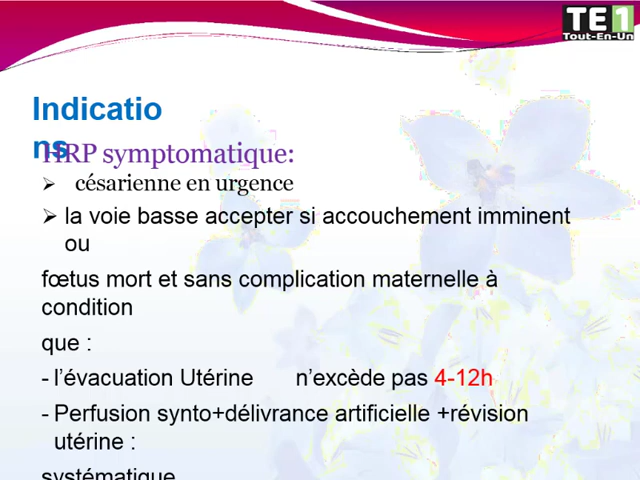 TE1
Tout-En-Un
Indicatio
ns
HRP symptomatique:
➢ césarienne en urgence
➢ la voie basse accepter si accouchement imminent
ou
fœtus mort et sans complication maternelle à
condition
que :
- l’évacuation Utérine n’excède pas 4-12h
- Perfusion synto+délivrance artificielle +révision
utérine :
systématique